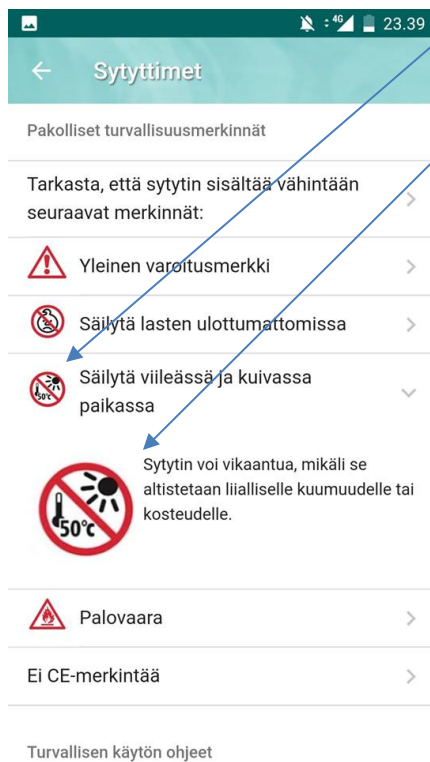 4G 23.39
Sytyttimet
Pakolliset turvallisuusmerkinnät
Tarkasta, että sytytin sisältää vähintään
seuraavat merkinnät:
Yleinen varoitusmerkki
Säilytä lasten ulottumattomissa
50°C
Säilytä viileässä ja kuivassa
paikassa
50°C
Sytytin voi vikaantua, mikäli se
altistetaan liialliselle kuumuudelle tai
kosteudelle.
Palovaara
Ei CE-merkintää
Turvallisen käytön ohjeet